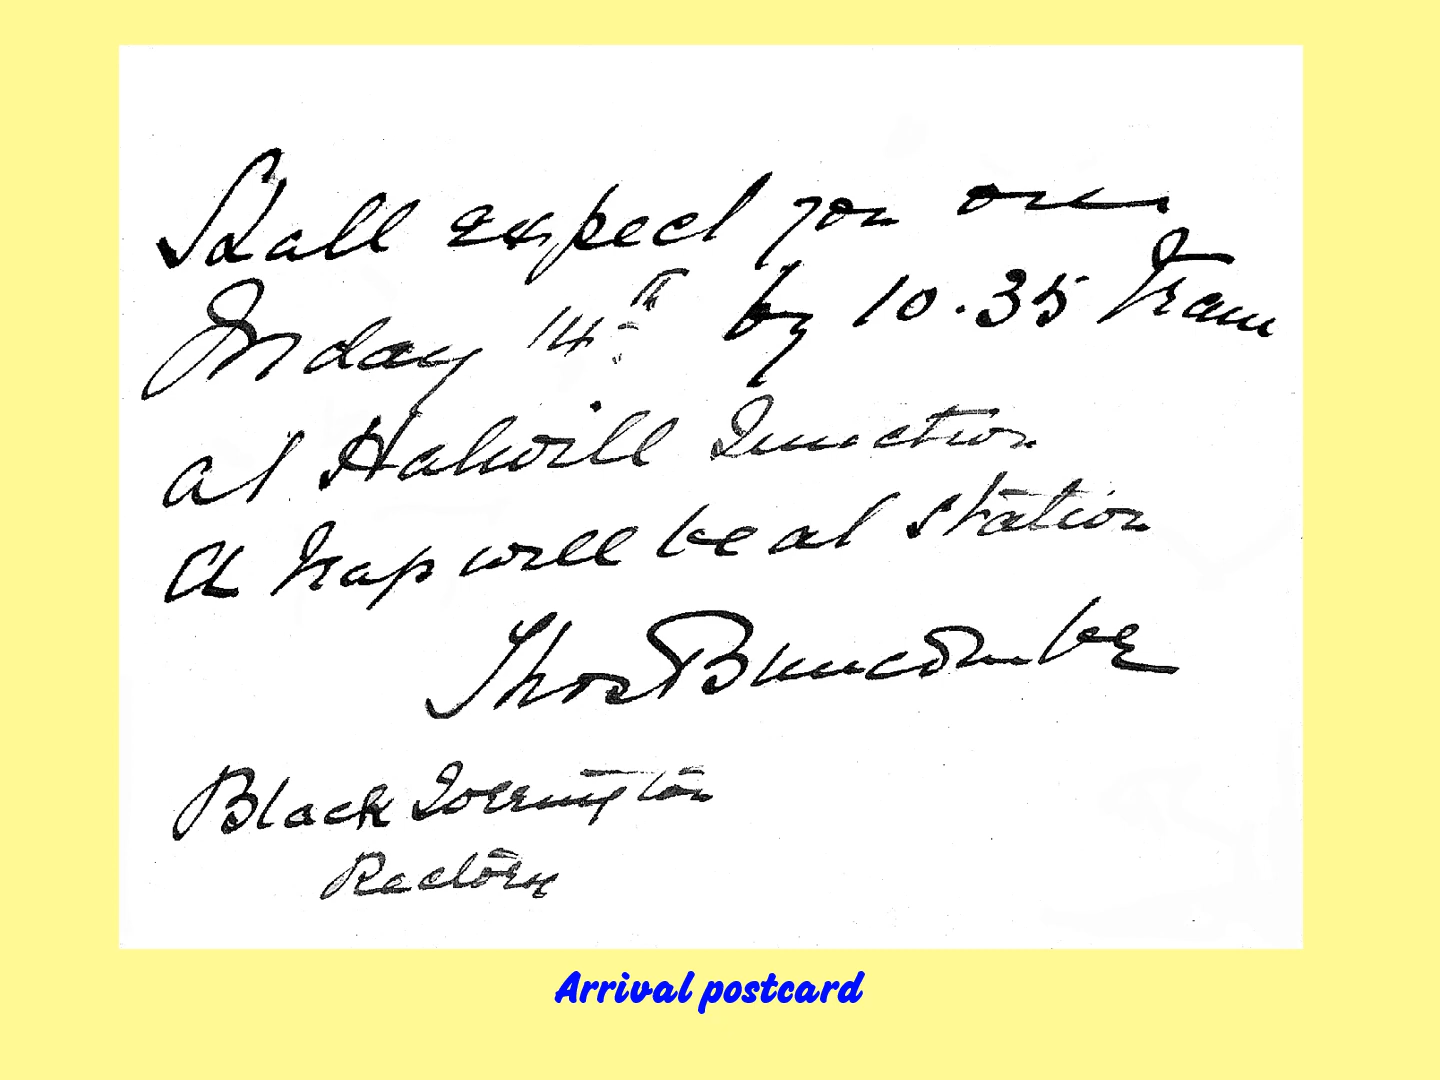 Shall expect you on
Friday 14th by 10.35 Train
at Halwill Junction
A Trap will be at station
Thos Buncombe
Black Torrington
Rectory
Arrival postcard